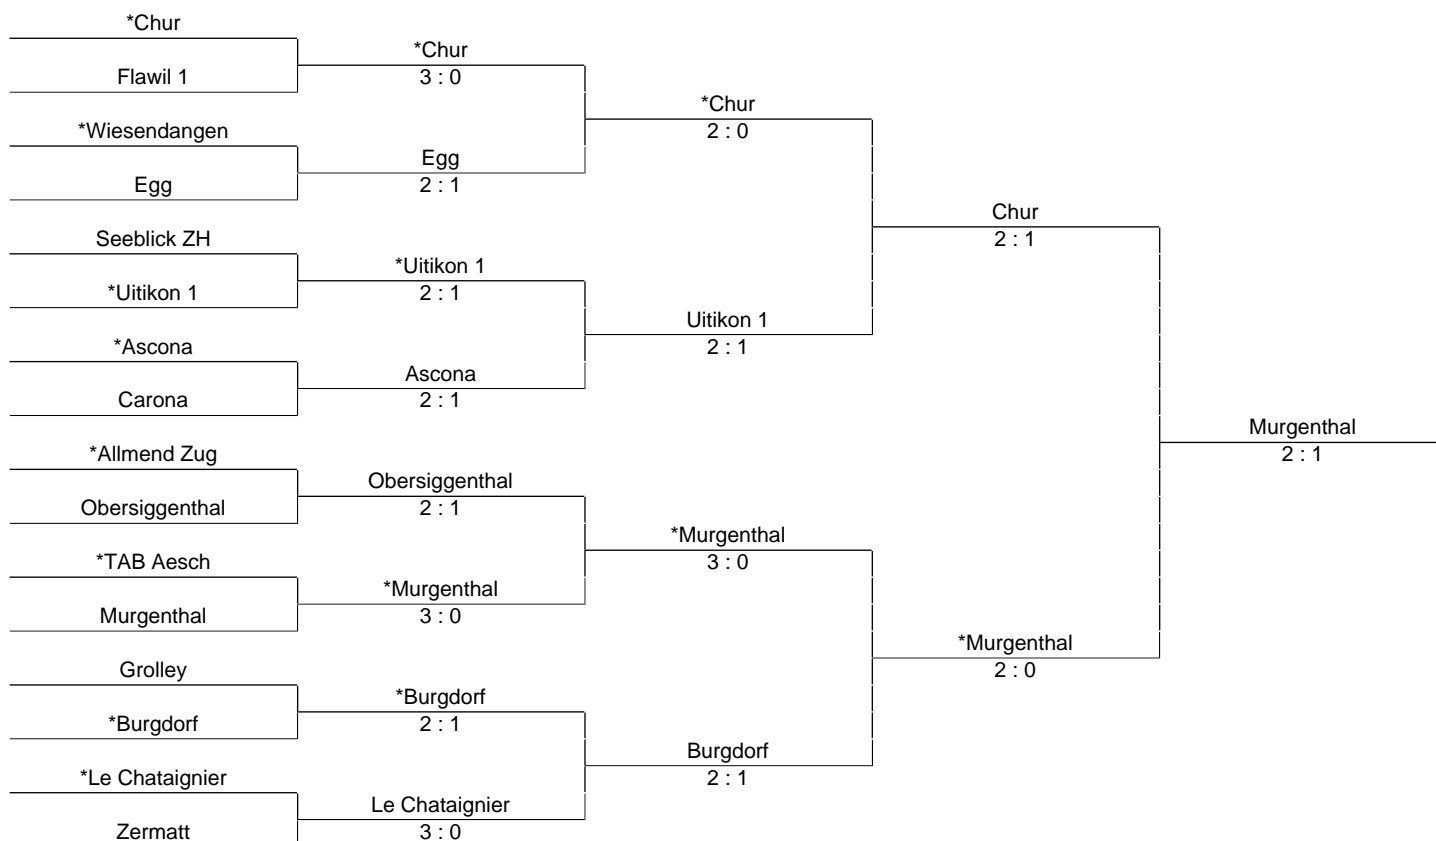 *Chur
Flawil 1
*Wiesendangen
Egg
Seeblick ZH
*Uitikon 1
*Ascona
Carona
*Allmend Zug
Obersiggenthal
*TAB Aesch
Murgenthal
Grolley
*Burgdorf
*Le Chataignier
Zermatt
*Chur
3 : 0
Egg
2 : 1
*Uitikon 1
2 : 1
Ascona
2 : 1
Obersiggenthal
2 : 1
*Murgenthal
3 : 0
*Burgdorf
2 : 1
Le Chataignier
3 : 0
*Chur
2 : 0
Uitikon 1
2 : 1
*Murgenthal
3 : 0
Burgdorf
2 : 1
Chur
2 : 1
*Murgenthal
2 : 0
Murgenthal
2 : 1